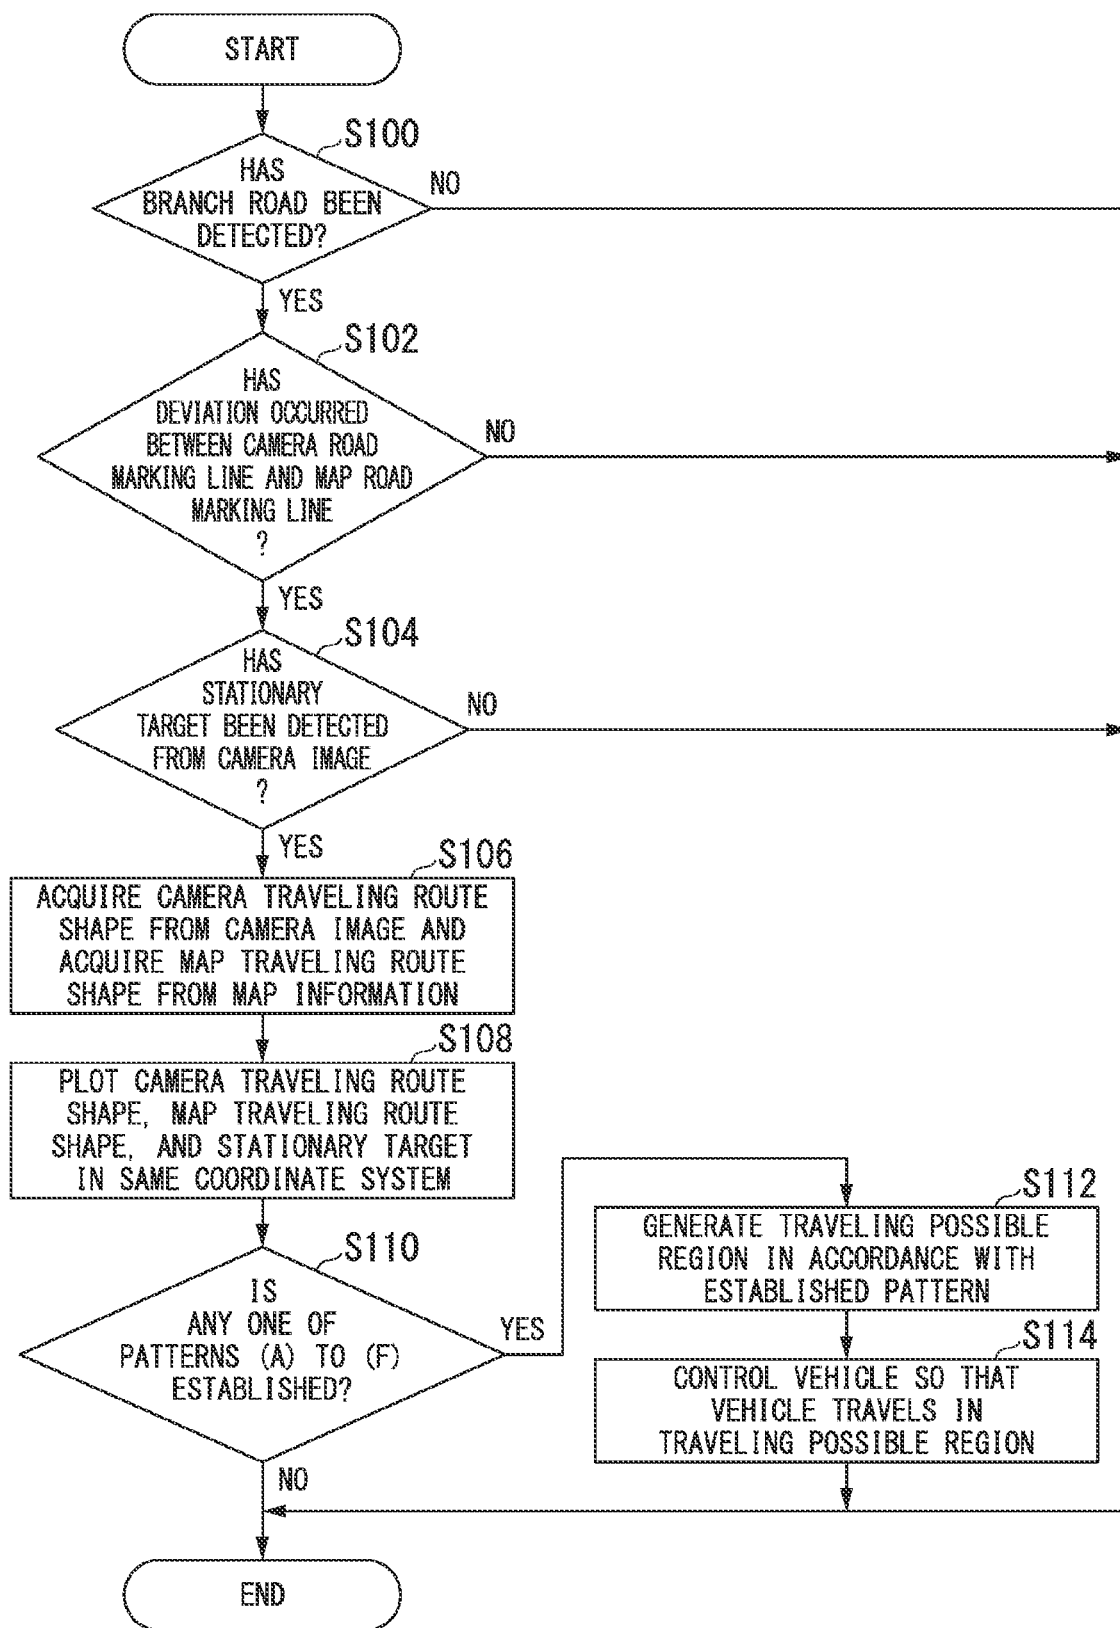 START
S100
HAS
BRANCH ROAD BEEN
DETECTED?
NO
YES
S102
HAS
DEVIATION OCCURRED
BETWEEN CAMERA ROAD
MARKING LINE AND MAP ROAD
MARKING LINE
?
NO
YES
S104
HAS
STATIONARY
TARGET BEEN DETECTED
FROM CAMERA IMAGE
?
NO
YES
S106
ACQUIRE CAMERA TRAVELING ROUTE
SHAPE FROM CAMERA IMAGE AND
ACQUIRE MAP TRAVELING ROUTE
SHAPE FROM MAP INFORMATION
S108
PLOT CAMERA TRAVELING ROUTE
SHAPE, MAP TRAVELING ROUTE
SHAPE, AND STATIONARY TARGET
IN SAME COORDINATE SYSTEM
S110
IS
ANY ONE OF
PATTERNS (A) TO (F)
ESTABLISHED?
YES
NO
S112
GENERATE TRAVELING POSSIBLE
REGION IN ACCORDANCE WITH
ESTABLISHED PATTERN
S114
CONTROL VEHICLE SO THAT
VEHICLE TRAVELS IN
TRAVELING POSSIBLE REGION
END